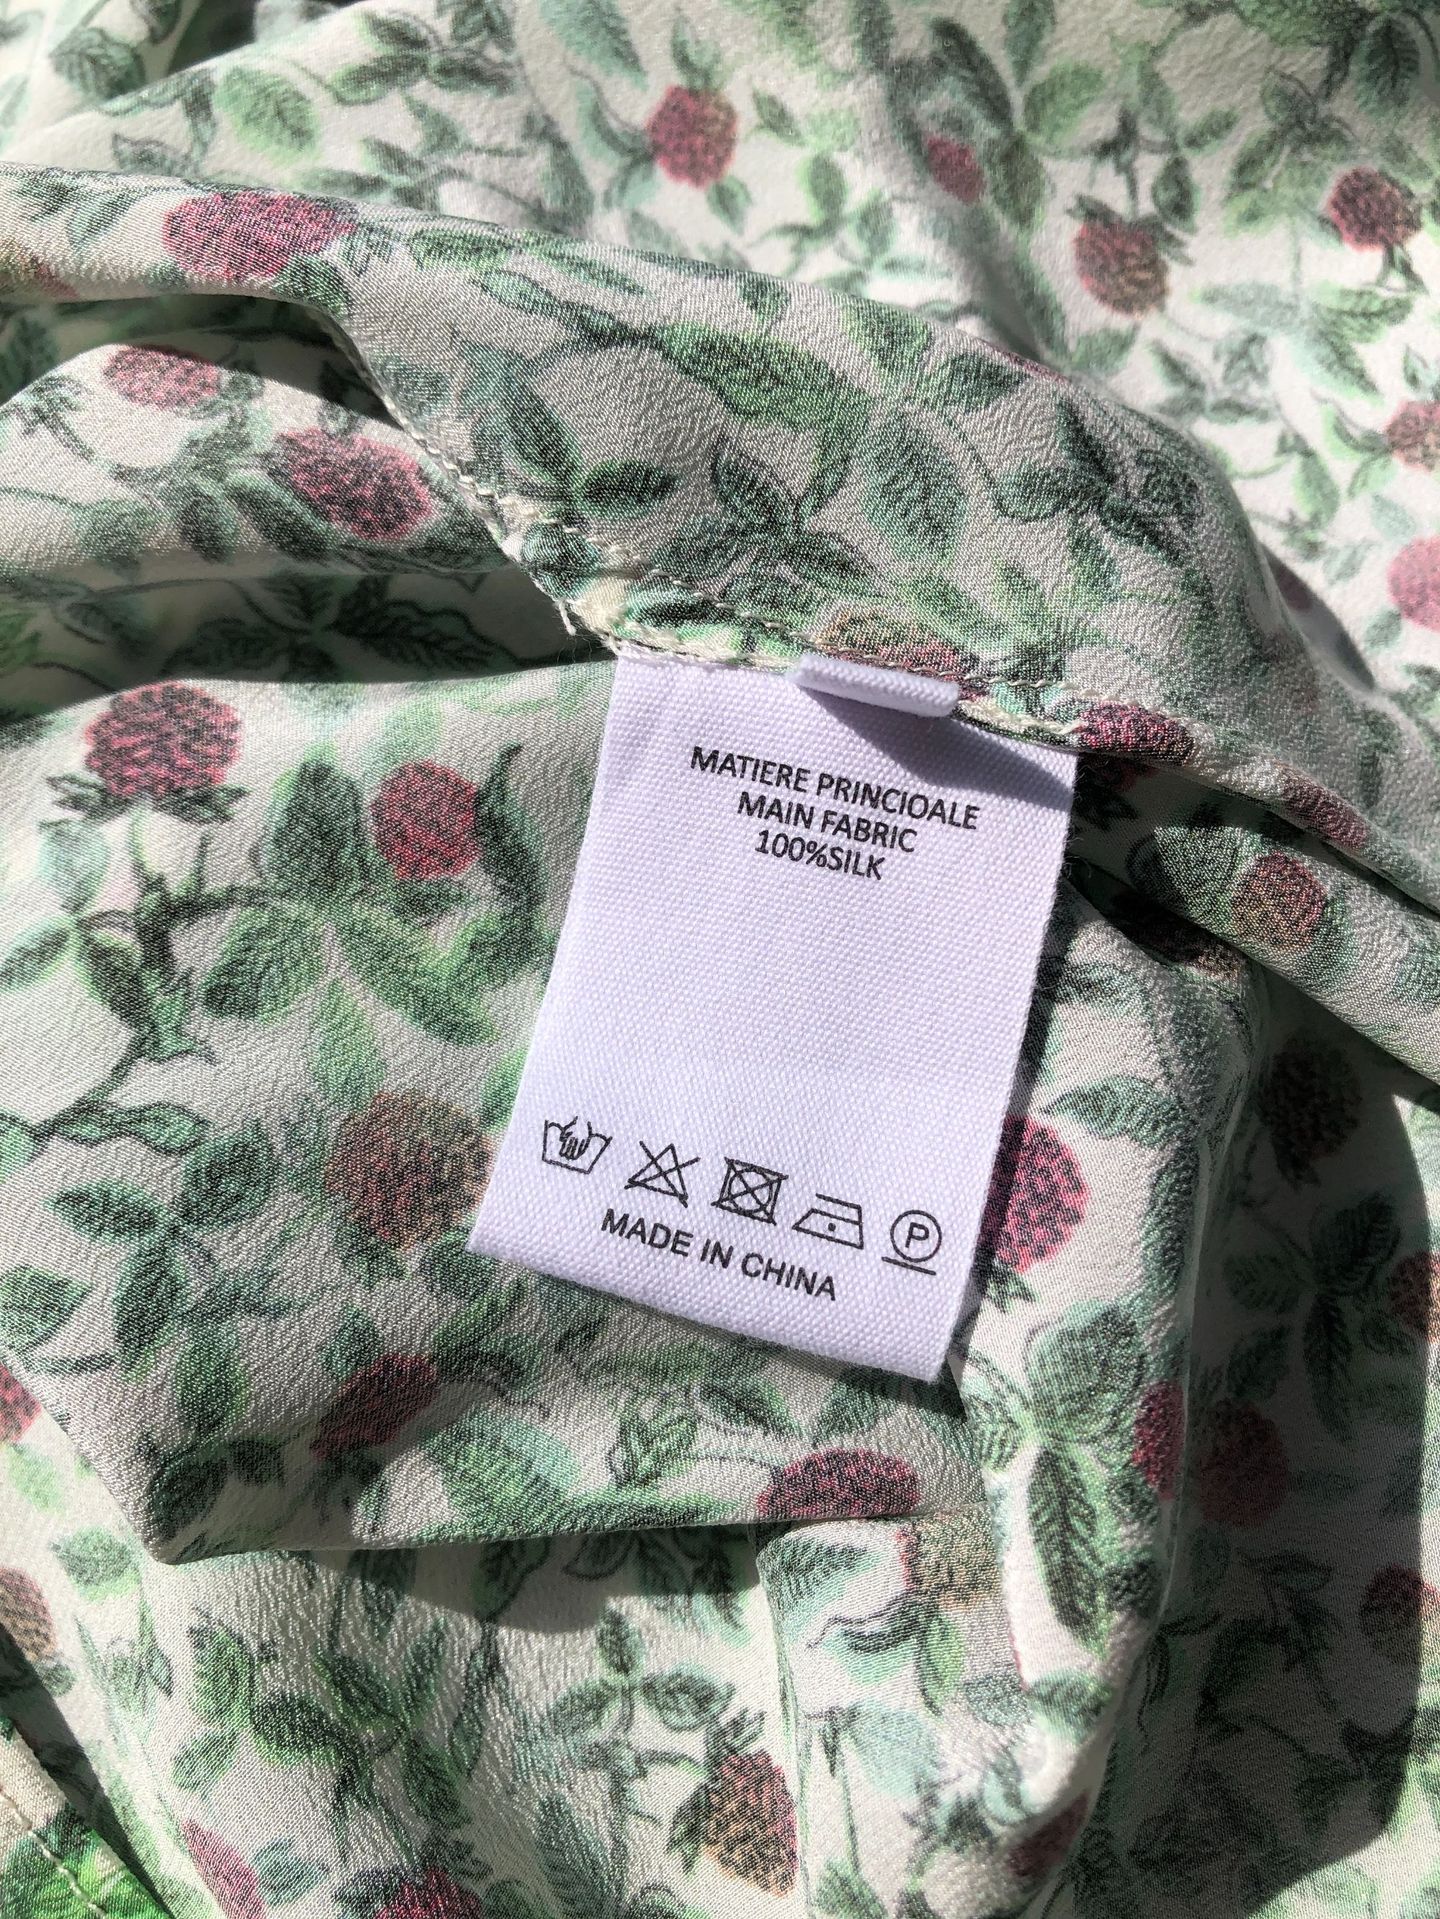 MATIERE PRINCIOALE
MAIN FABRIC
100%SILK
P
MADE IN CHINA